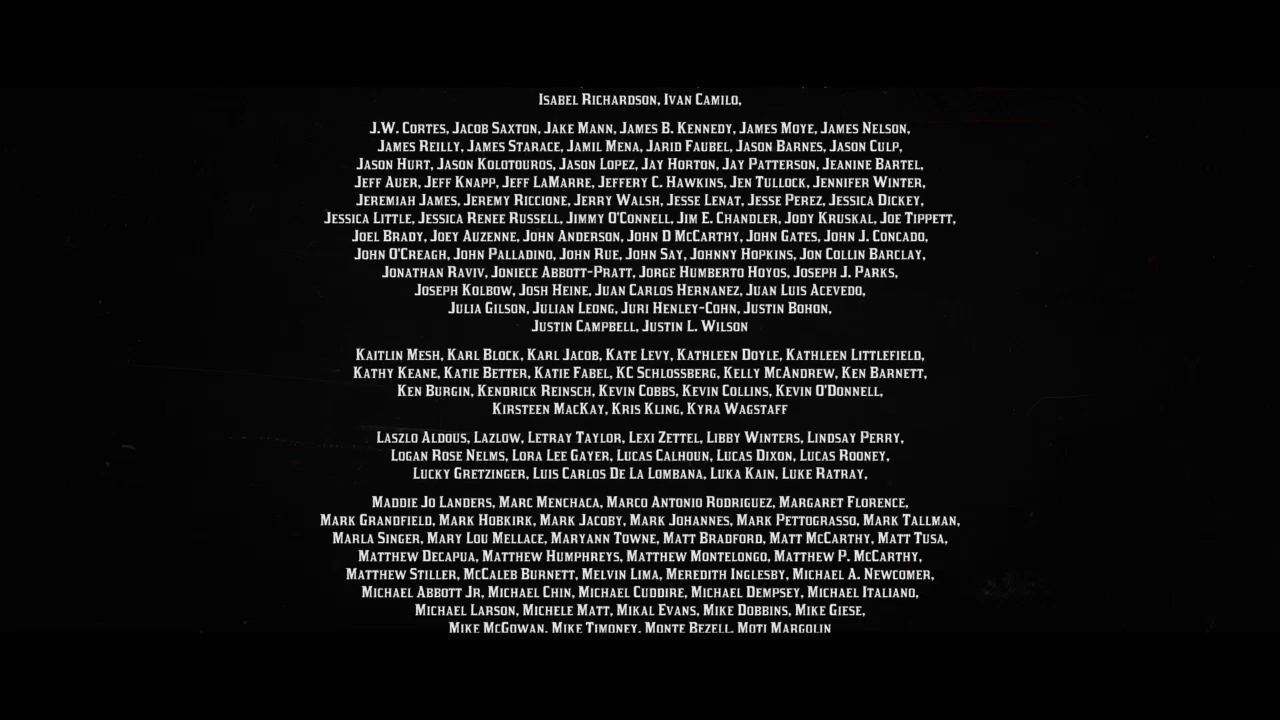 Isabel Richardson, Ivan Camilo,
J.W. Cortes, Jacob Saxton, Jake Mann, James B. Kennedy, James Moye, James Nelson,
James Reilly, James Starace, Jamil Mena, Jarid Faubel, Jason Barnes, Jason Culp,
Jason Hurt, Jason Kolotouros, Jason Lopez, Jay Horton, Jay Patterson, Jeanine Bartel,
Jeff Auer, Jeff Knapp, Jeff LaMarre, Jeffery C. Hawkins, Jen Tullock, Jennifer Winter,
Jeremiah James, Jeremy Riccione, Jerry Walsh, Jesse Lenat, Jesse Perez, Jessica Dickey,
Jessica Little, Jessica Renee Russell, Jimmy O'Connell, Jim E. Chandler, Jody Kruskal, Joe Tippett,
Joel Brady, Joey Auzenne, John Anderson, John D McCarthy, John Gates, John J. Concado,
John O'Creagh, John Palladino, John Rue, John Say, Johnny Hopkins, Jon Collin Barclay,
Jonathan Raviv, Joniece Abbott-Pratt, Jorge Humberto Hoyos, Joseph J. Parks,
Joseph Kolbow, Josh Heine, Juan Carlos Hernanez, Juan Luis Acevedo,
Julia Gilson, Julian Leong, Juri Henley-Cohn, Justin Bohon,
Justin Campbell, Justin L. Wilson
Kaitlin Mesh, Karl Block, Karl Jacob, Kate Levy, Kathleen Doyle, Kathleen Littlefield,
Kathy Keane, Katie Better, Katie Fabel, KC Schlossberg, Kelly McAndrew, Ken Barnett,
Ken Burgin, Kendrick Reinsch, Kevin Cobbs, Kevin Collins, Kevin O'Donnell,
Kirsteen MacKay, Kris Kling, Kyra Wagstaff
Laszlo Aldous, Lazlow, Letray Taylor, Lexi Zettel, Libby Winters, Lindsay Perry,
Logan Rose Nelms, Lora Lee Gayer, Lucas Calhoun, Lucas Dixon, Lucas Rooney,
Lucky Gretzinger, Luis Carlos De La Lombana, Luka Kain, Luke Ratray,
Maddie Jo Landers, Marc Menchaca, Marco Antonio Rodriguez, Margaret Florence,
Mark Grandfield, Mark Hobkirk, Mark Jacoby, Mark Johannes, Mark Pettograsso, Mark Tallman,
Marla Singer, Mary Lou Mellace, Maryann Towne, Matt Bradford, Matt McCarthy, Matt Tusa,
Matthew Decapua, Matthew Humphreys, Matthew Montelongo, Matthew P. McCarthy,
Matthew Stiller, McCaleb Burnett, Melvin Lima, Meredith Inglesby, Michael A. Newcomer,
Michael Abbott Jr, Michael Chin, Michael Cuddire, Michael Dempsey, Michael Italiano,
Michael Larson, Michele Matt, Mikal Evans, Mike Dobbins, Mike Giese,
Mike McGowan, Mike Timoney, Monte Bezell, Moti Margolin